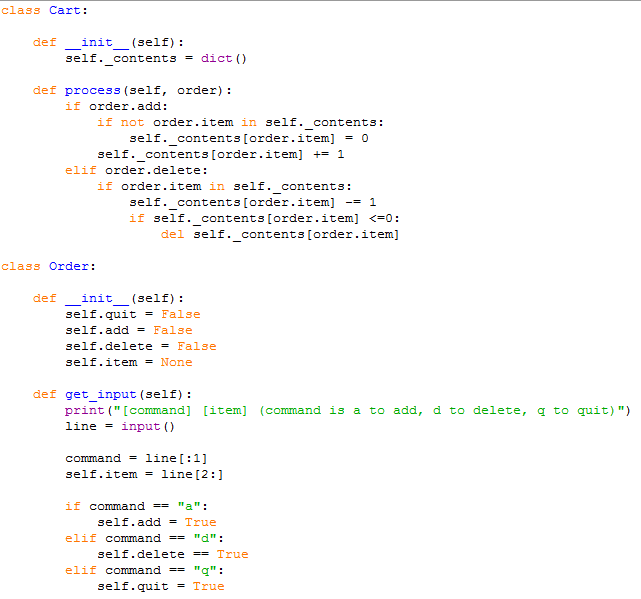 class Cart:
    def __init__(self):
        self._contents = dict()
    def process(self, order):
        if order.add:
            if not order.item in self._contents:
                self._contents[order.item] = 0
            self._contents[order.item] += 1
        elif order.delete:
            if order.item in self._contents:
                self._contents[order.item] -= 1
                if self._contents[order.item] <=0:
                    del self._contents[order.item]
class Order:
    def __init__(self):
        self.quit = False
        self.add = False
        self.delete = False
        self.item = None
    def get_input(self):
        print("[command] [item] (command is a to add, d to delete, q to quit)")
        line = input()
        command = line[:1]
        self.item = line[2:]
        if command == "a":
            self.add = True
        elif command == "d":
            self.delete == True
        elif command == "q":
            self.quit = True